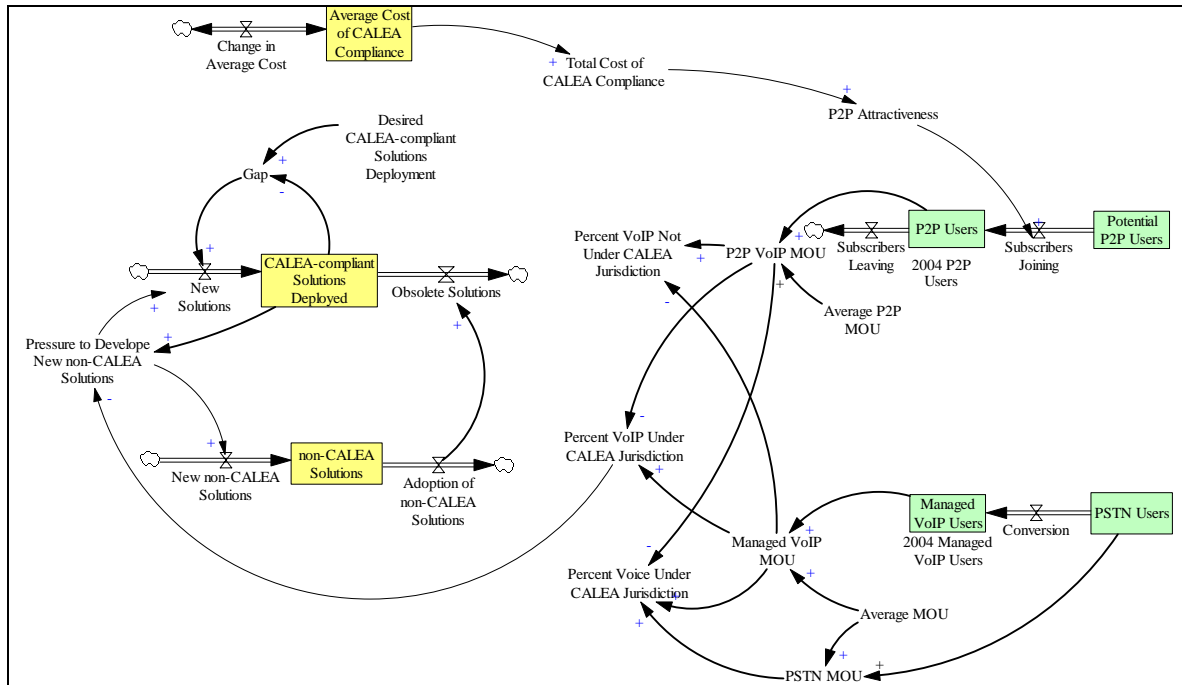 Average Cost
of CALEA
Compliance
Change in
Average Cost
+
Total Cost of
CALEA Compliance
+
P2P Attractiveness
Desired
CALEA-compliant
Solutions
Deployment
+
Gap
-
+
New
Solutions
CALEA-compliant
Solutions
Deployed
Obsolete Solutions
+
+
+
Pressure to Develope
New non-CALEA
Solutions
-
+
New non-CALEA
Solutions
non-CALEA
Solutions
Adoption of
non-CALEA
Solutions
Percent VoIP Not
Under CALEA
Jurisdiction
+
-
P2P VoIP MOU
+
+
Average P2P
MOU
Subscribers
Leaving
P2P Users
2004 P2P
Users
+
Subscribers
Joining
Potential
P2P Users
-
Percent VoIP Under
CALEA Jurisdiction
+
-
Percent Voice Under
CALEA Jurisdiction
+
+
Managed VoIP
MOU
+
+
Managed
VoIP Users
2004 Managed
VoIP Users
Conversion
PSTN Users
Average MOU
+
+
PSTN MOU